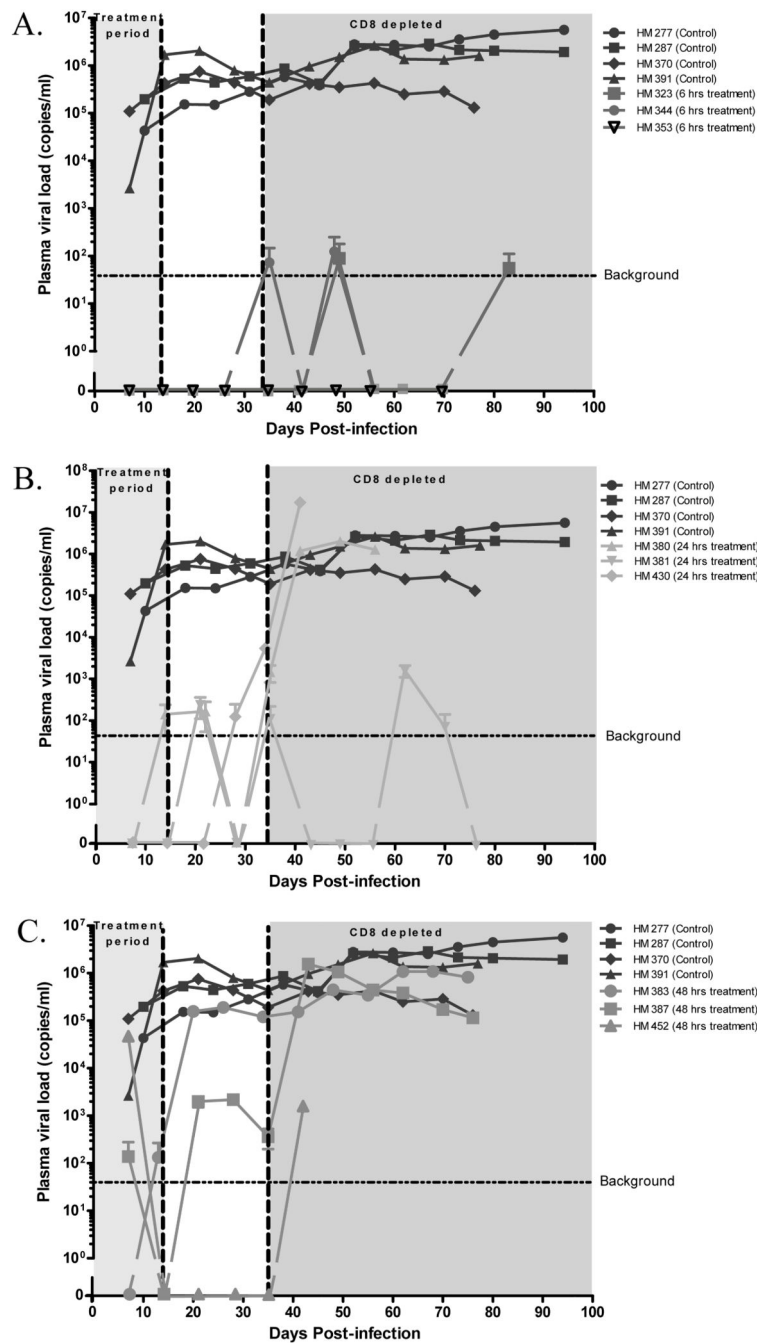 A.
Treatment
period
CD8 depleted
Plasma viral load (copies/ml)
10^7
10^6
10^5
10^4
10^3
10^2
10^1
10^0
0
0 10 20 30 40 50 60 70 80 90 100
Days Post-infection
Background
HM 277 (Control)
HM 287 (Control)
HM 370 (Control)
HM 391 (Control)
HM 323 (6 hrs treatment)
HM 344 (6 hrs treatment)
HM 353 (6 hrs treatment)
B.
Treatment
period
CD8 depleted
Plasma viral load (copies/ml)
10^8
10^7
10^6
10^5
10^4
10^3
10^2
10^1
10^0
0
0 10 20 30 40 50 60 70 80 90 100
Days Post-infection
Background
HM 277 (Control)
HM 287 (Control)
HM 370 (Control)
HM 391 (Control)
HM 380 (24 hrs treatment)
HM 381 (24 hrs treatment)
HM 430 (24 hrs treatment)
C.
Treatment
period
CD8 depleted
Plasma viral load (copies/ml)
10^7
10^6
10^5
10^4
10^3
10^2
10^1
10^0
0
0 10 20 30 40 50 60 70 80 90 100
Days Post-infection
Background
HM 277 (Control)
HM 287 (Control)
HM 370 (Control)
HM 391 (Control)
HM 383 (48 hrs treatment)
HM 387 (48 hrs treatment)
HM 452 (48 hrs treatment)